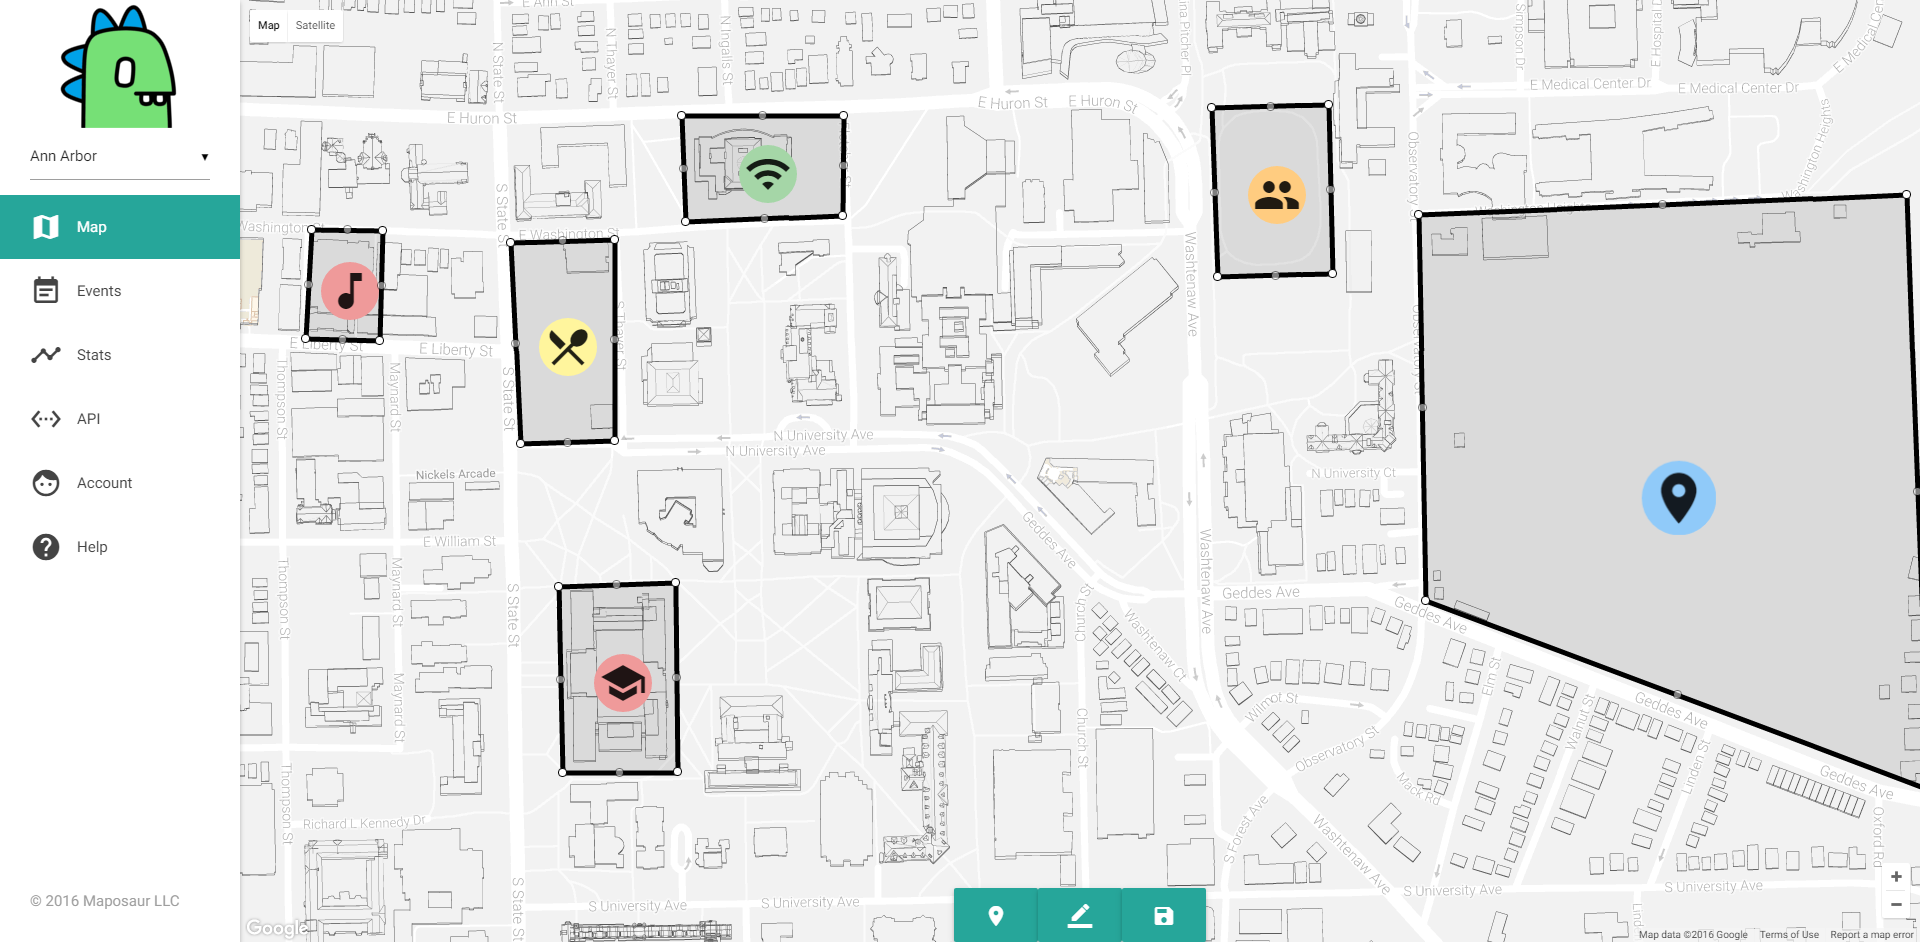 Map
Satellite
Ann Arbor
Map
Events
Stats
API
Account
Help
© 2016 Maposaur LLC
E Ann St
N State St
N Thayer St
N Ingalls St
E Huron St
E Huron St
E Huron St
E Medical Center Dr
E Medical Center Dr
Simpson Dr
Washington Heights
Observatory St
S State St
E Washington St
Washington St
E Liberty St
E Liberty St
S Thayer St
Washtenaw Ave
Thompson St
Maynard St
S State St
N University Ave
N University Ave
Nickels Arcade
N University Ct
E William St
Geddes Ave
Washtenaw Ave
Geddes Ave
Geddes Ave
Thompson St
Maynard St
S State St
Church St
Washtenaw Ct
Elm St
Maynard St
Church St
Wilmot St
Walnut St
Geddes Ave
Observatory St
Linden St
Thompson St
Mack Rd
Geddes Ave
Richard L Kennedy Dr
S Forest Ave
Washtenaw Ave
Oxford Rd
S State St
S University Ave
S University Ave
S University Ave
S University Ave
Google
Map data ©2016 Google
Terms of Use
Report a map error